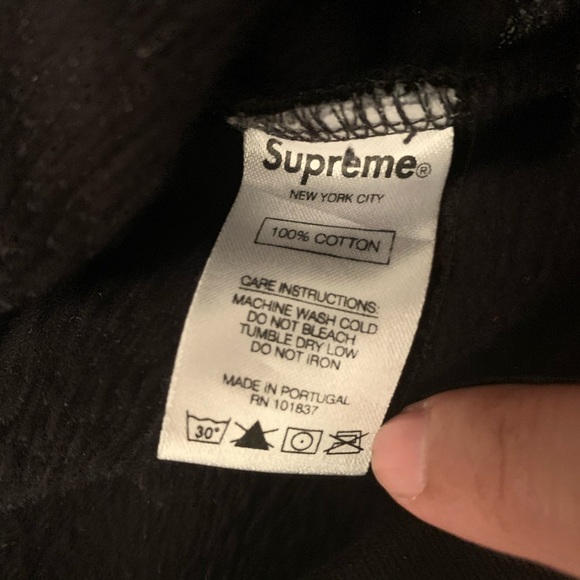 Supreme®
NEW YORK CITY
100% COTTON
CARE INSTRUCTIONS:
MACHINE WASH COLD
DO NOT BLEACH
TUMBLE DRY LOW
DO NOT IRON
MADE IN PORTUGAL
RN 101837
30°